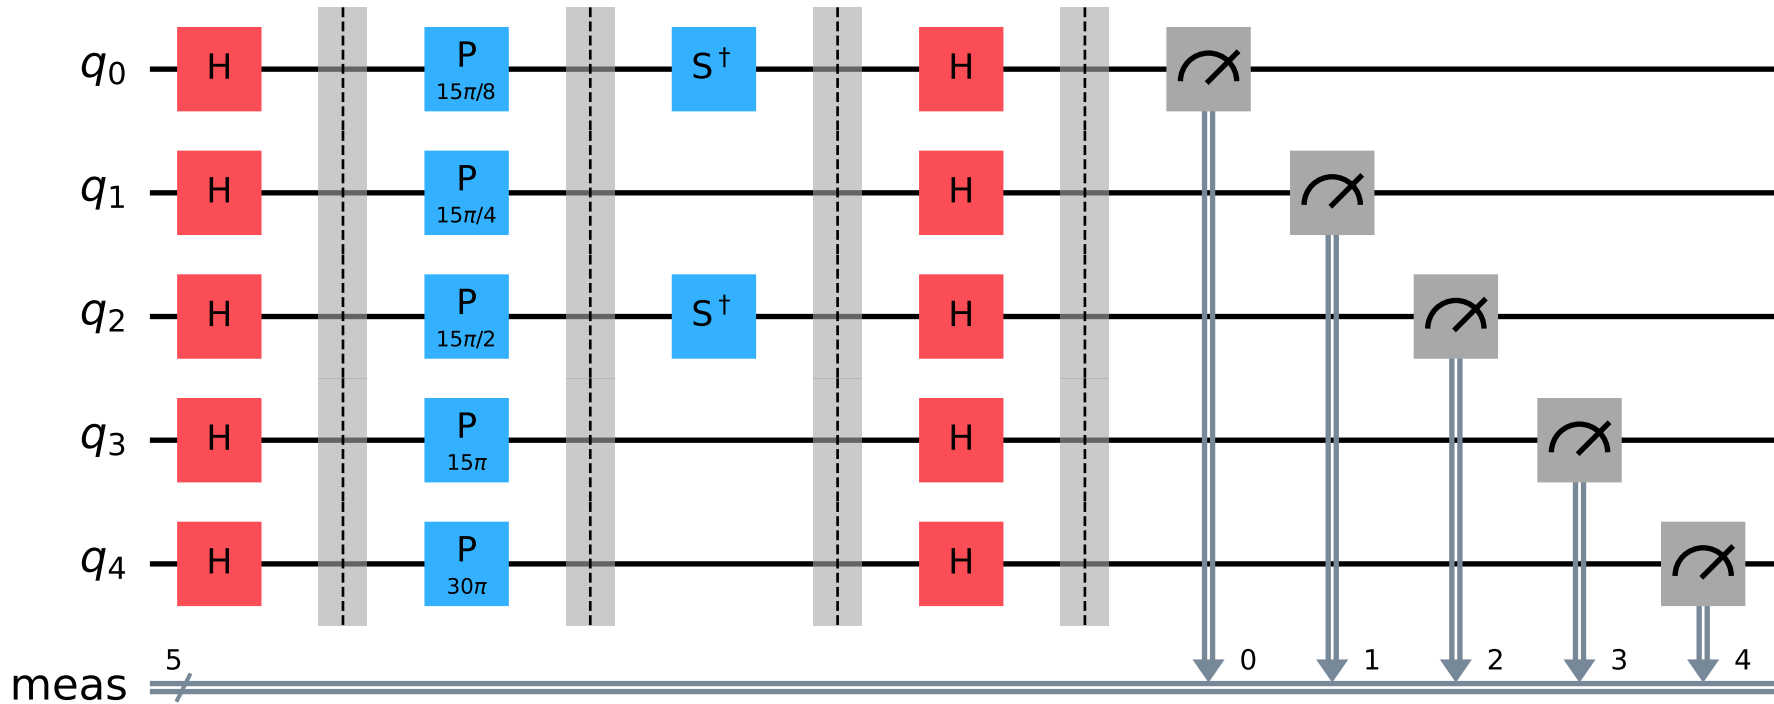 q0 H P 15π/8 S† H
q1 H P 15π/4 H
q2 H P 15π/2 S† H
q3 H P 15π H
q4 H P 30π H
5 0 1 2 3 4
meas